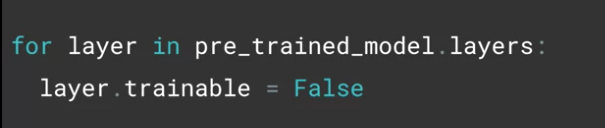 for layer in pre_trained_model.layers:
  layer.trainable = False